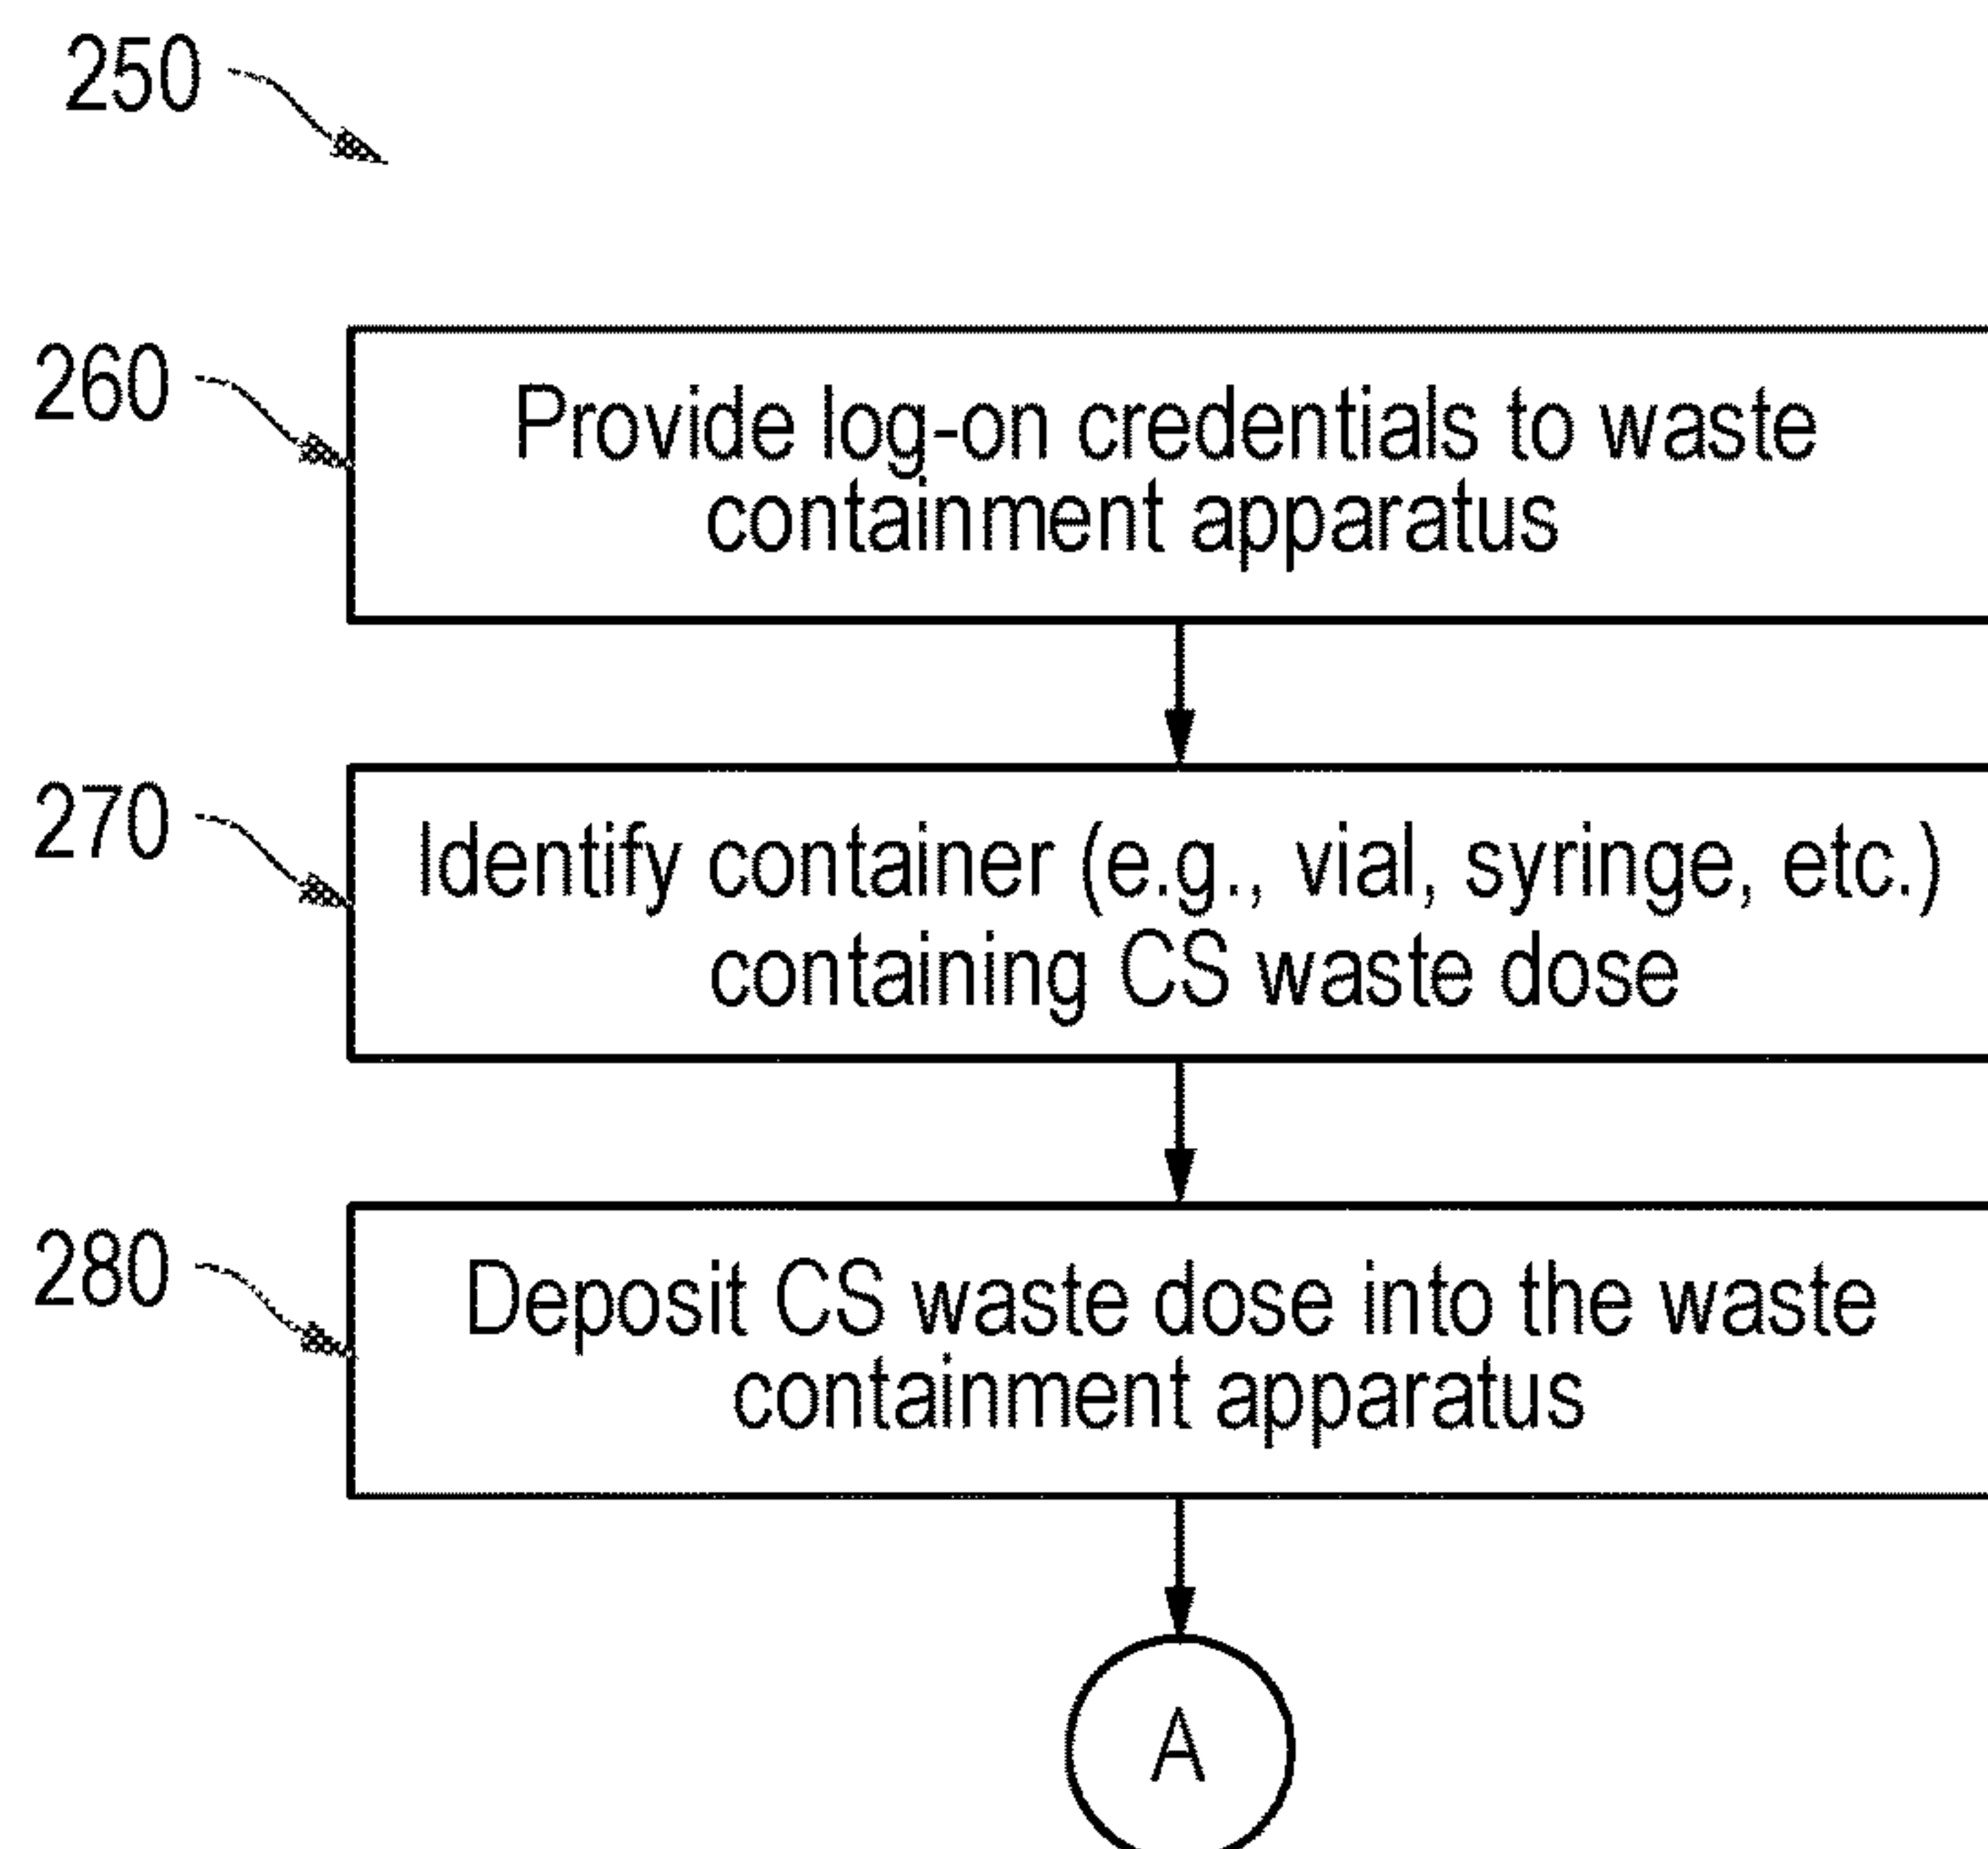 250
260
Provide log-on credentials to waste
containment apparatus
270
Identify container (e.g., vial, syringe, etc.)
containing CS waste dose
280
Deposit CS waste dose into the waste
containment apparatus
A